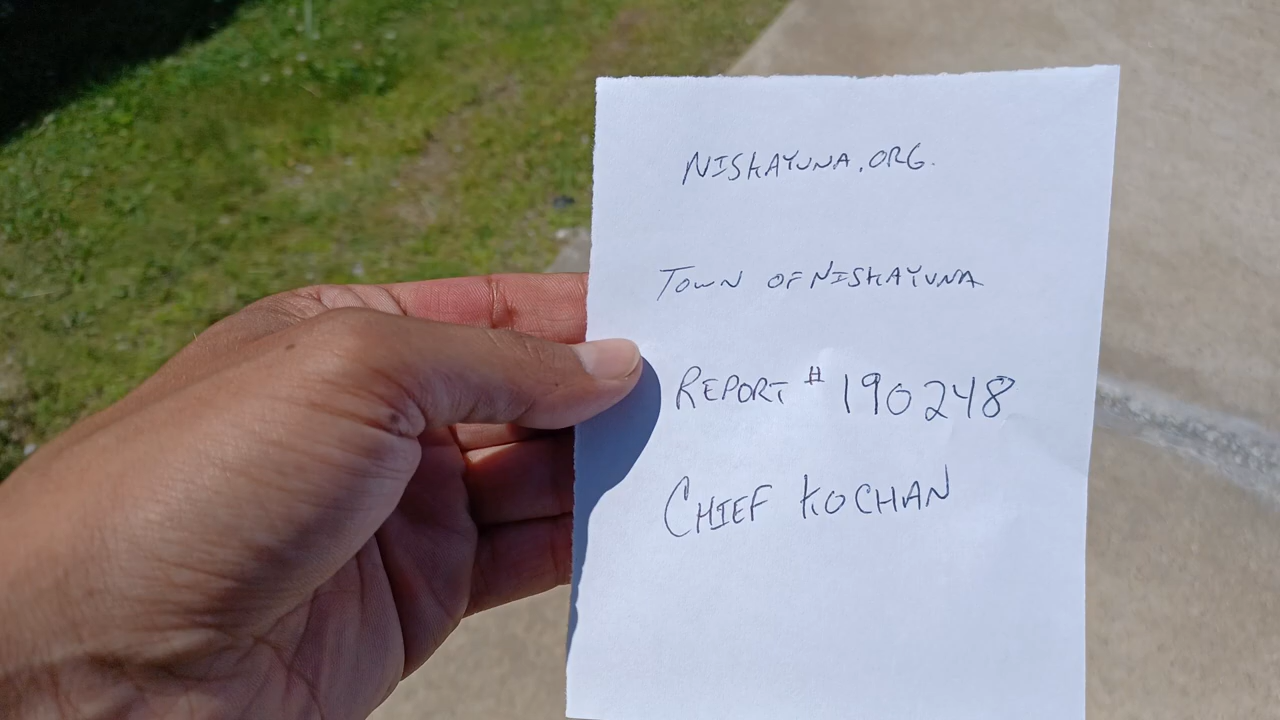 NISKAYUNA.ORG.
TOWN OF NISKAYUNA
REPORT # 190248
CHIEF KOCHAN